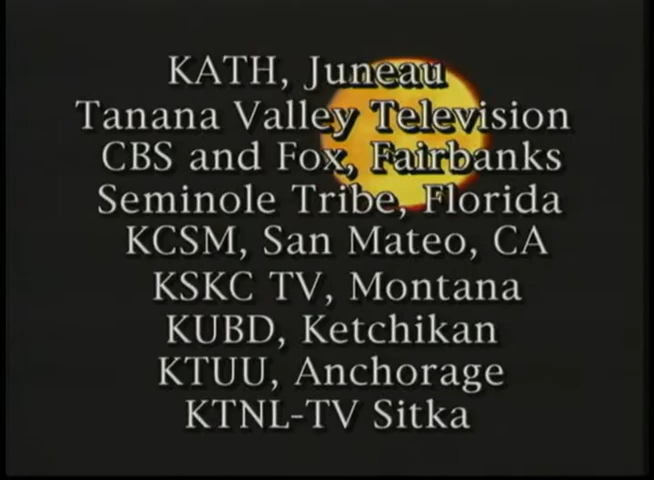 KATH, Juneau
Tanana Valley Television
CBS and Fox, Fairbanks
Seminole Tribe, Florida
KCSM, San Mateo, CA
KSKC TV, Montana
KUBD, Ketchikan
KTUU, Anchorage
KTNL-TV Sitka